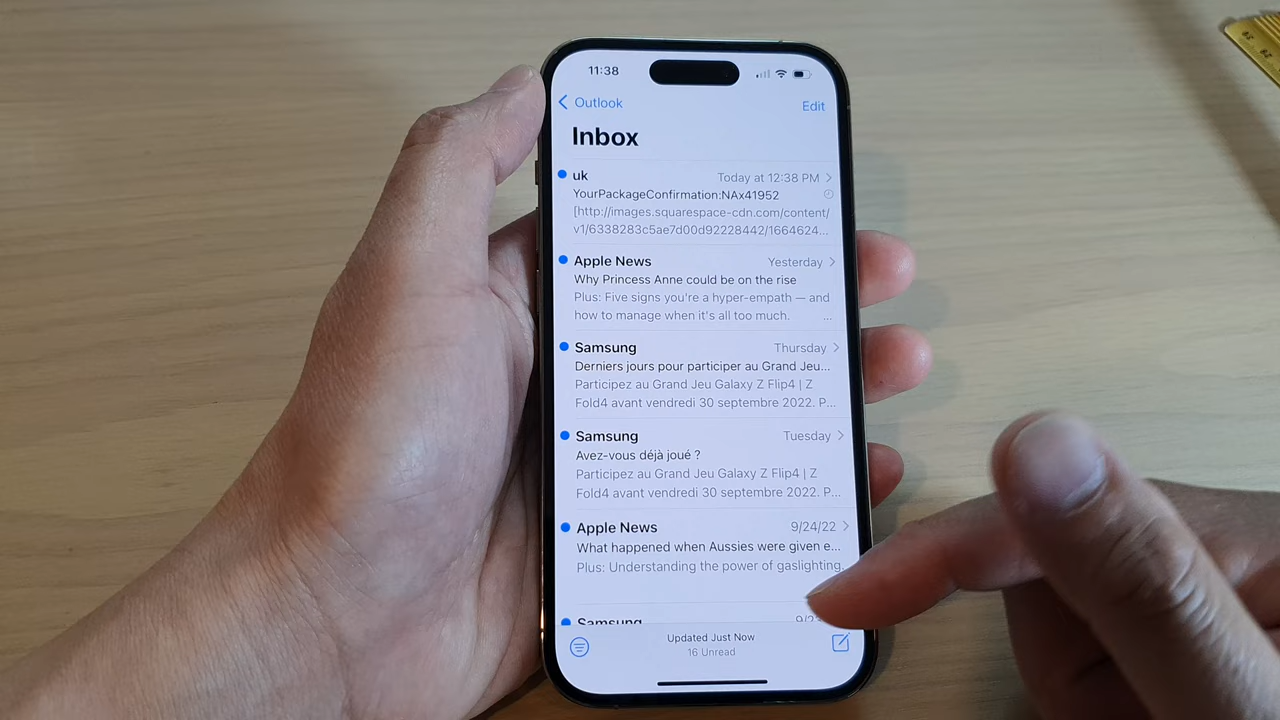 11:38
Outlook
Edit
Inbox
uk
Today at 12:38 PM
YourPackageConfirmation:NAx41952
[http://images.squarespace-cdn.com/content/
v1/6338283c5ae7d00d92228442/1664624...
Apple News
Yesterday
Why Princess Anne could be on the rise
Plus: Five signs you're a hyper-empath — and
how to manage when it's all too much. ...
Samsung
Thursday
Derniers jours pour participer au Grand Jeu...
Participez au Grand Jeu Galaxy Z Flip4 | Z
Fold4 avant vendredi 30 septembre 2022. P...
Samsung
Tuesday
Avez-vous déjà joué ?
Participez au Grand Jeu Galaxy Z Flip4 | Z
Fold4 avant vendredi 30 septembre 2022. P...
Apple News
9/24/22
What happened when Aussies were given e...
Plus: Understanding the power of gaslighting.
Samsung
Updated Just Now
16 Unread